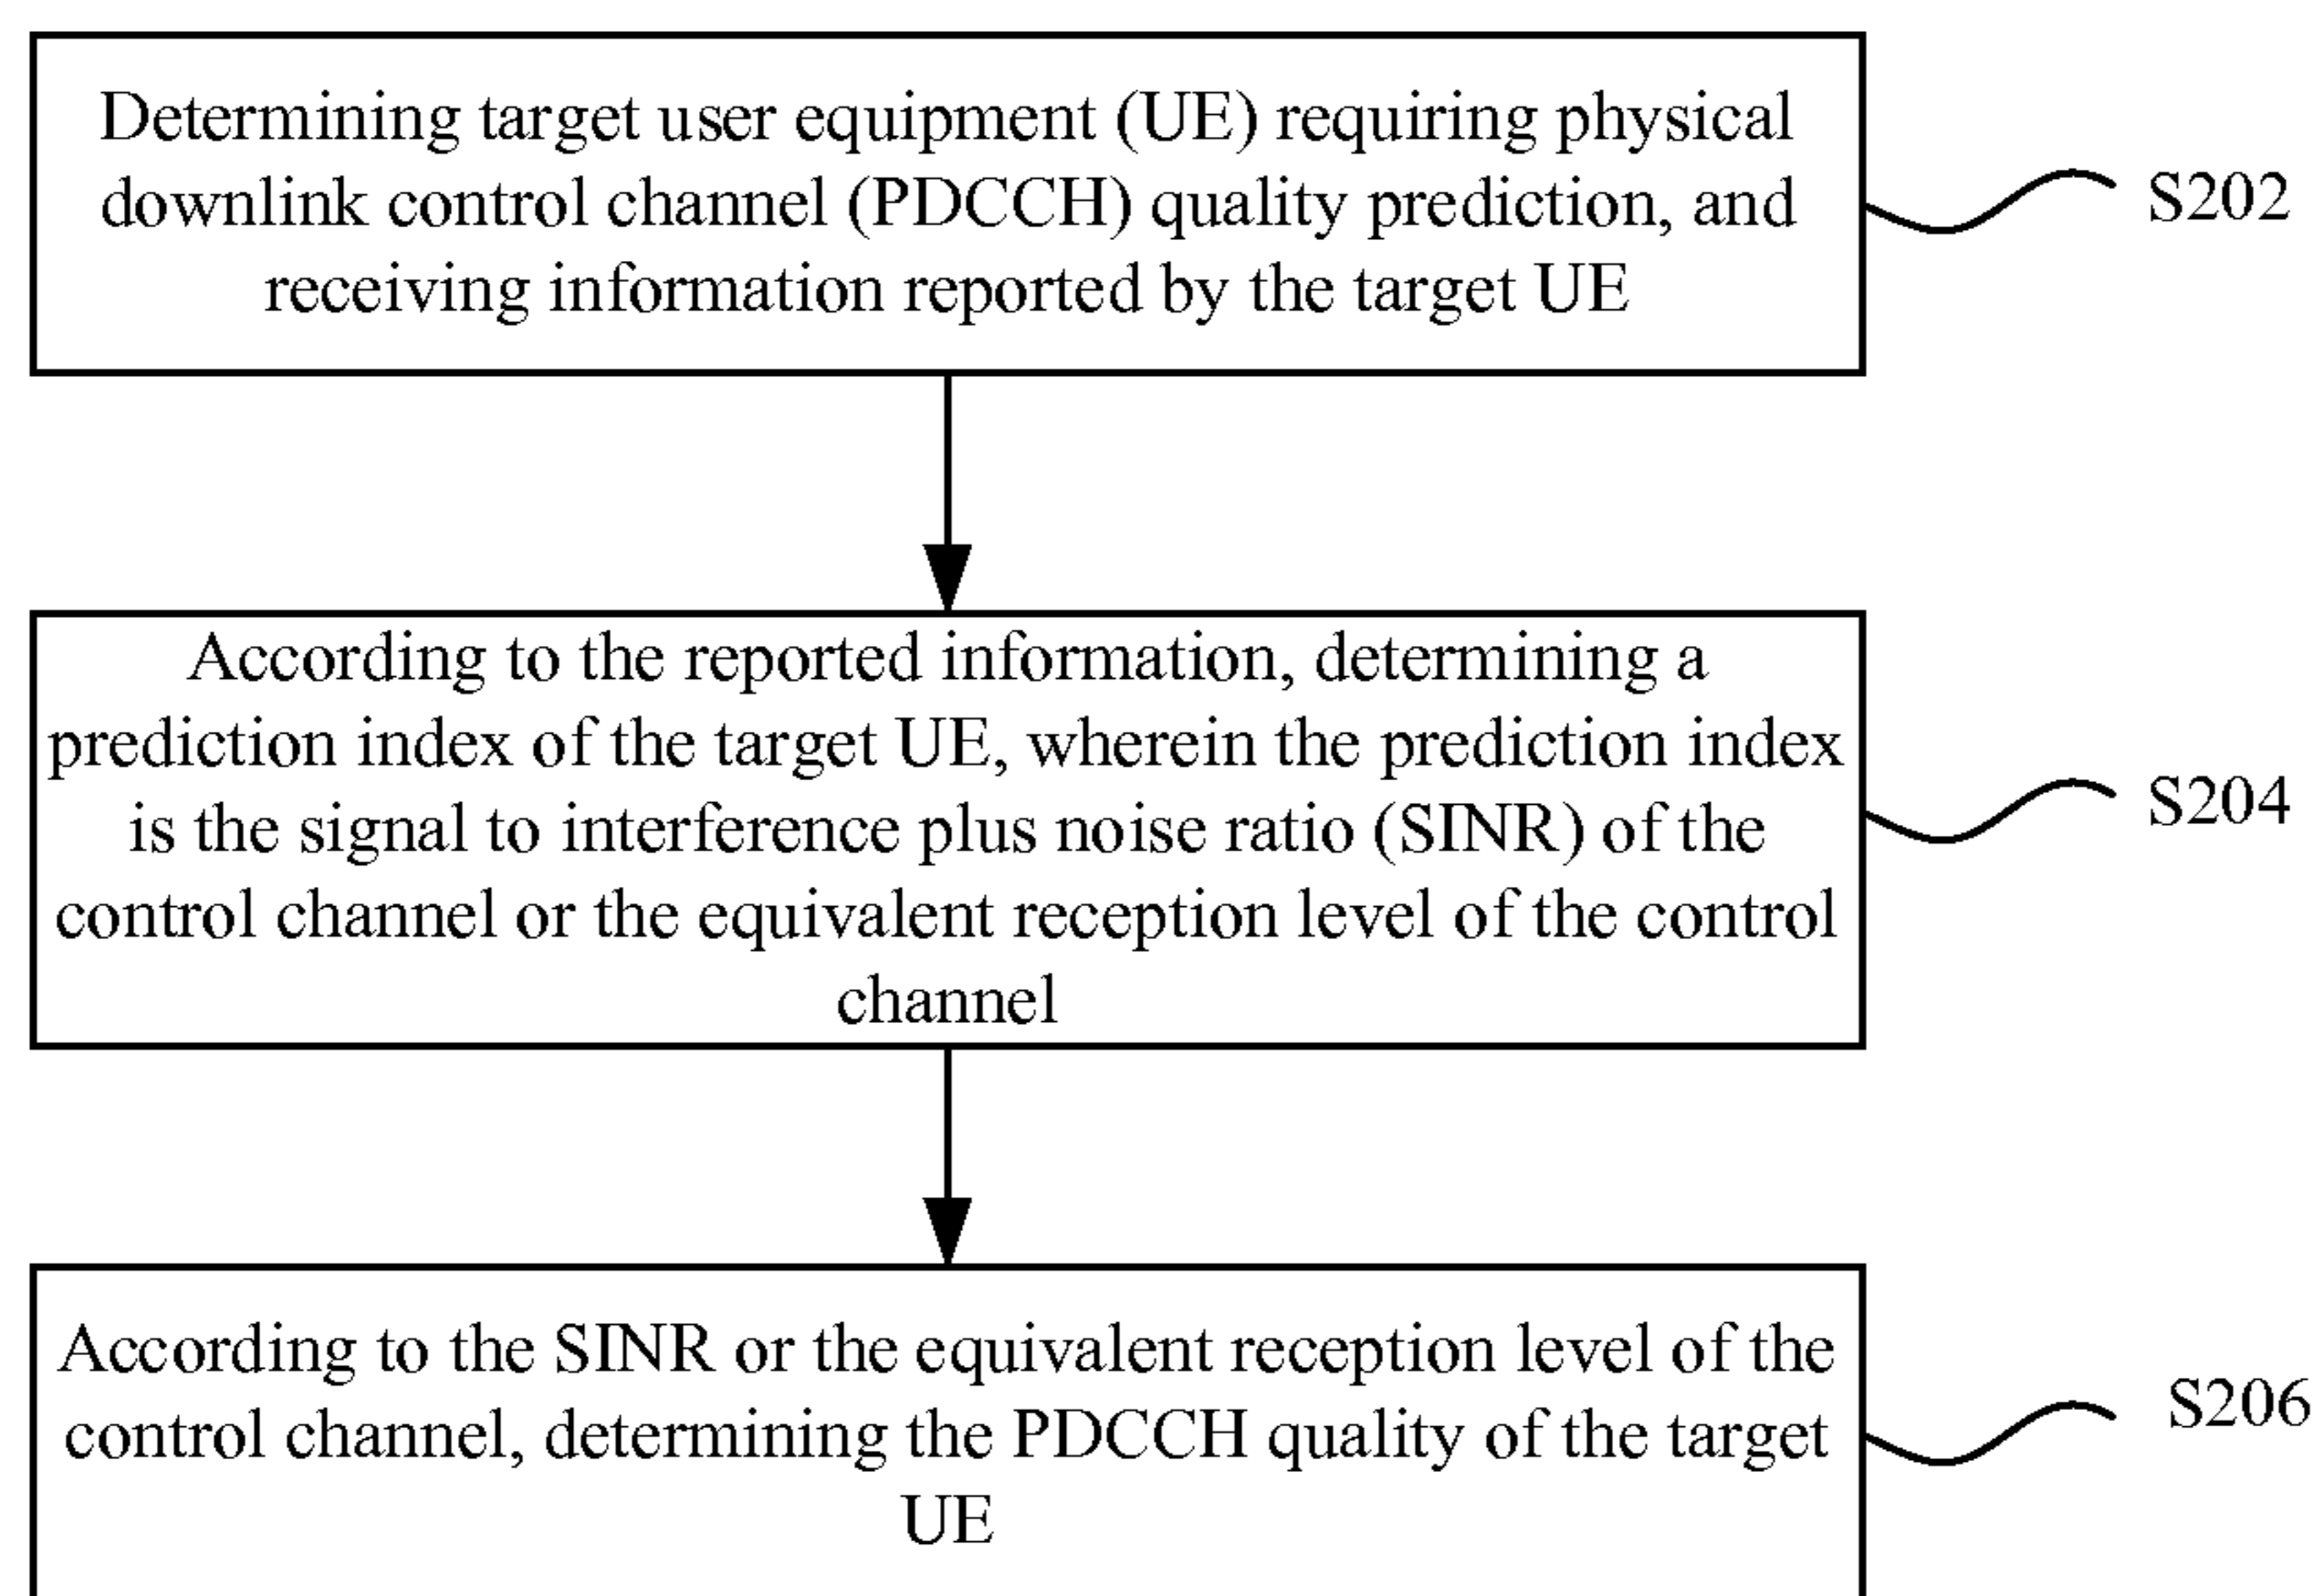 Determining target user equipment (UE) requiring physical
downlink control channel (PDCCH) quality prediction, and
receiving information reported by the target UE
S202
According to the reported information, determining a
prediction index of the target UE, wherein the prediction index
is the signal to interference plus noise ratio (SINR) of the
control channel or the equivalent reception level of the control
channel
S204
According to the SINR or the equivalent reception level of the
control channel, determining the PDCCH quality of the target
UE
S206